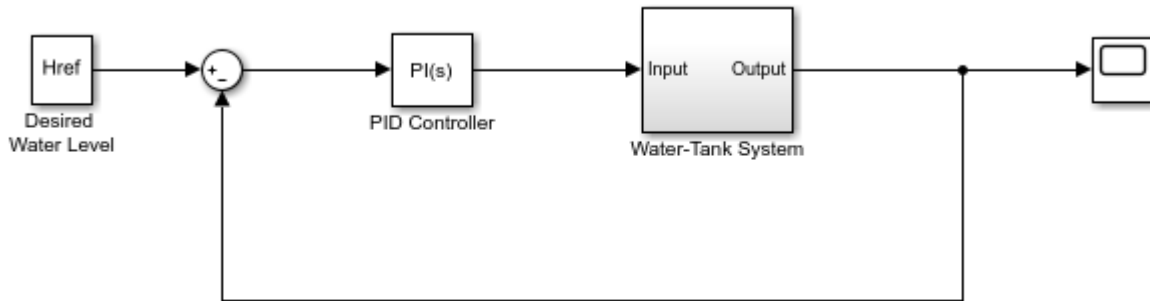 Href
Desired
Water Level
+
-
PI(s)
PID Controller
Input
Output
Water-Tank System